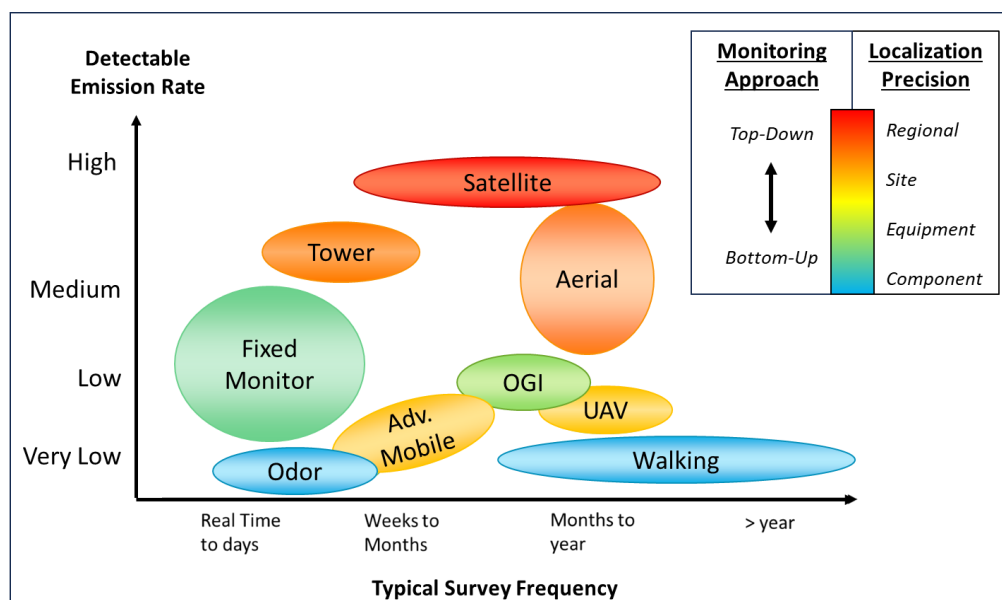 Detectable
Emission Rate
Monitoring
Approach
Localization
Precision
Top-Down
Bottom-Up
Regional
Site
Equipment
Component
High
Medium
Low
Very Low
Satellite
Tower
Aerial
Fixed
Monitor
OGI
UAV
Adv.
Mobile
Odor
Walking
Real Time
to days
Weeks to
Months
Months to
year
> year
Typical Survey Frequency